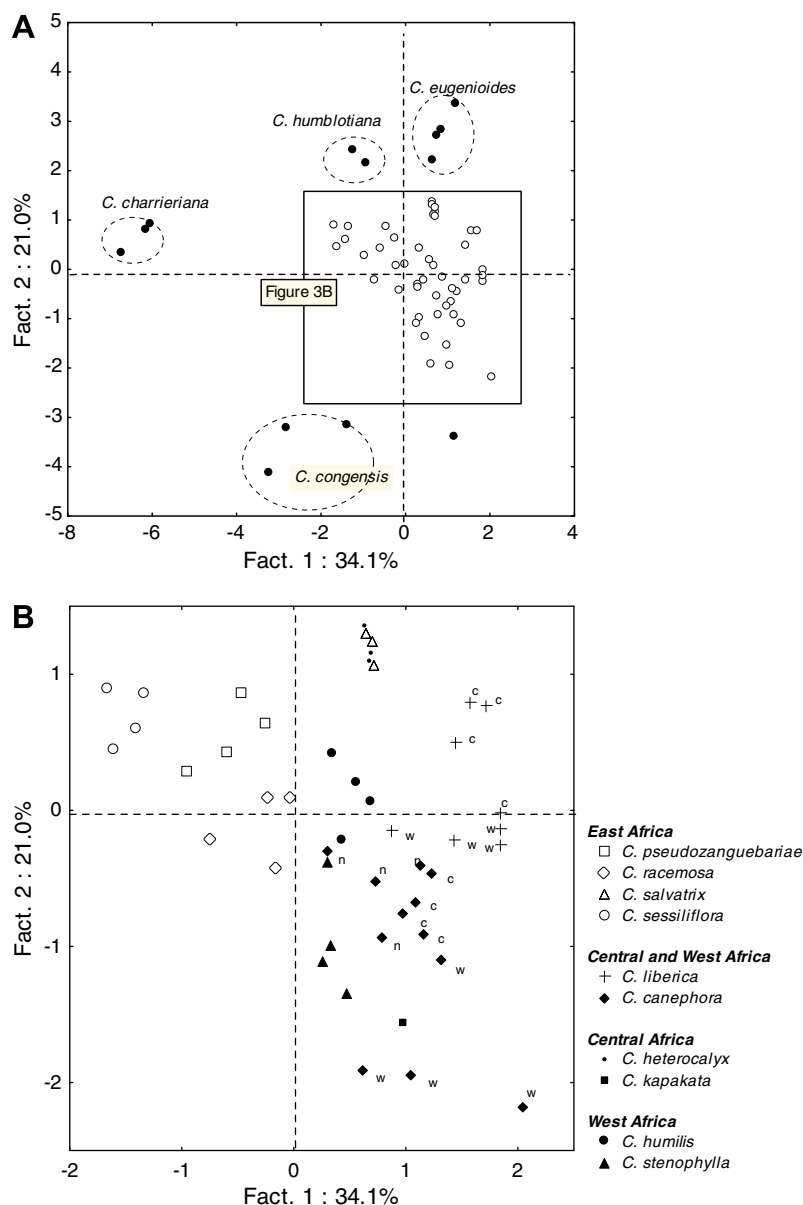 A
5
4
3
2
1
0
-1
-2
-3
-4
-5
Fact. 2 : 21.0%
C. eugenioides
C. humblotiana
C. charrieriana
Figure 3B
C. congensis
-8
-6
-4
-2
0
2
4
Fact. 1 : 34.1%
B
1
0
-1
-2
Fact. 2 : 21.0%
c
c
c
c
w
w
w
w
n
n
n
c
c
c
c
n
w
w
w
w
-2
-1
0
1
2
Fact. 1 : 34.1%
East Africa
C. pseudozanguebariae
C. racemosa
C. salvatrix
C. sessiliflora
Central and West Africa
C. liberica
C. canephora
Central Africa
C. heterocalyx
C. kapakata
West Africa
C. humilis
C. stenophylla